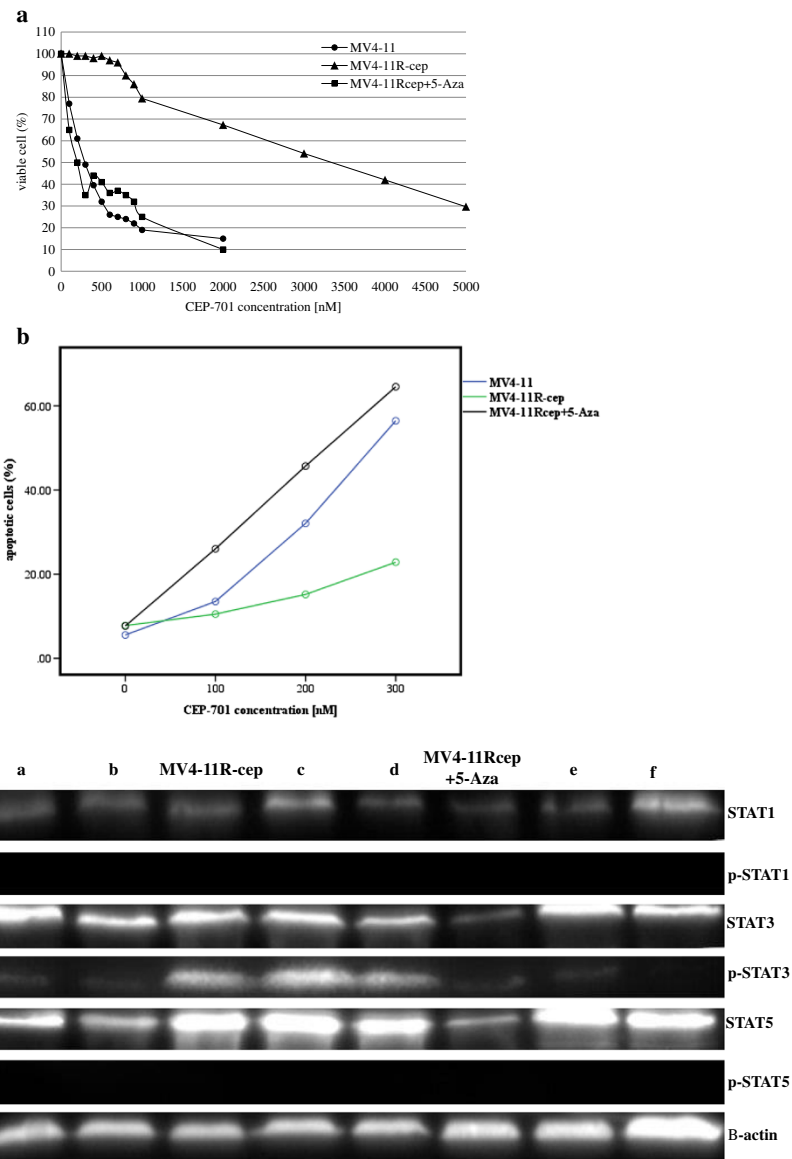 a
110
100
90
80
70
60
50
40
30
20
10
0
viable cell (%)
MV4-11
MV4-11R-cep
MV4-11Rcep+5-Aza
0 500 1000 1500 2000 2500 3000 3500 4000 4500 5000
CEP-701 concentration [nM]
b
60.00
40.00
20.00
.00
apoptotic cells (%)
MV4-11
MV4-11R-cep
MV4-11Rcep+5-Aza
0 100 200 300
CEP-701 concentration [nM]
a b MV4-11R-cep c d MV4-11Rcep +5-Aza e f
STAT1
p-STAT1
STAT3
p-STAT3
STAT5
p-STAT5
B-actin